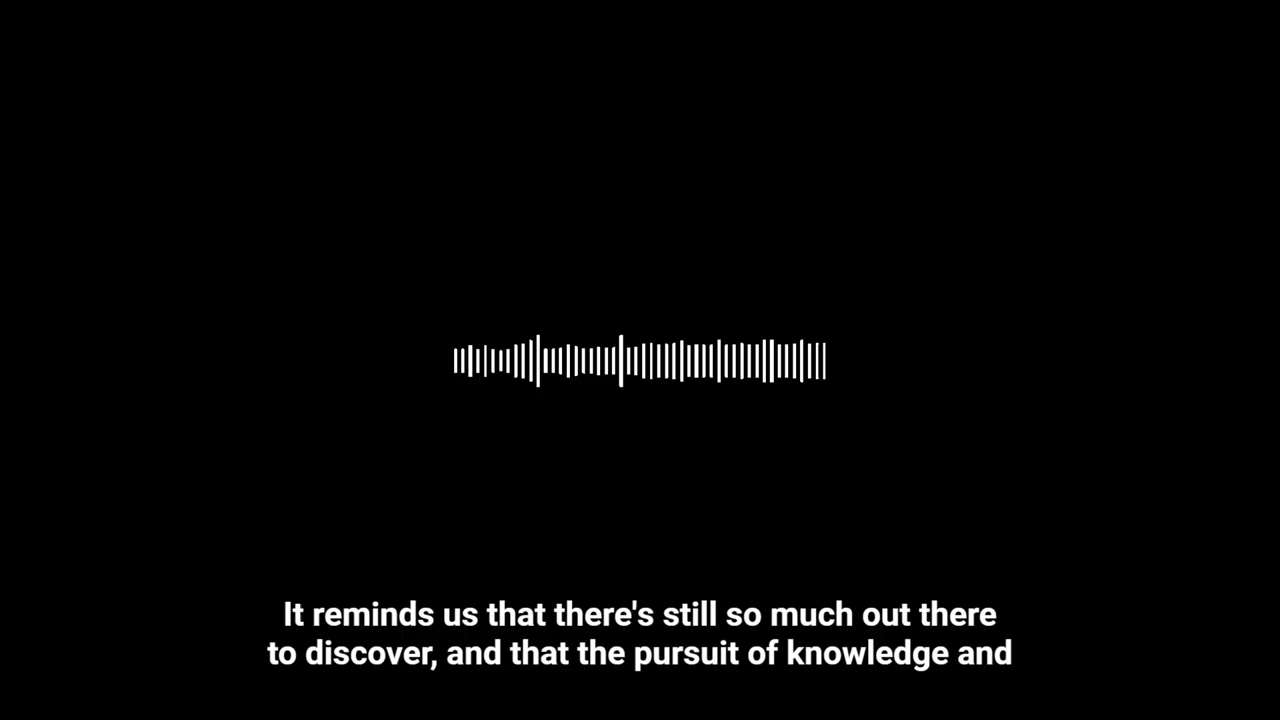 It reminds us that there's still so much out there
to discover, and that the pursuit of knowledge and